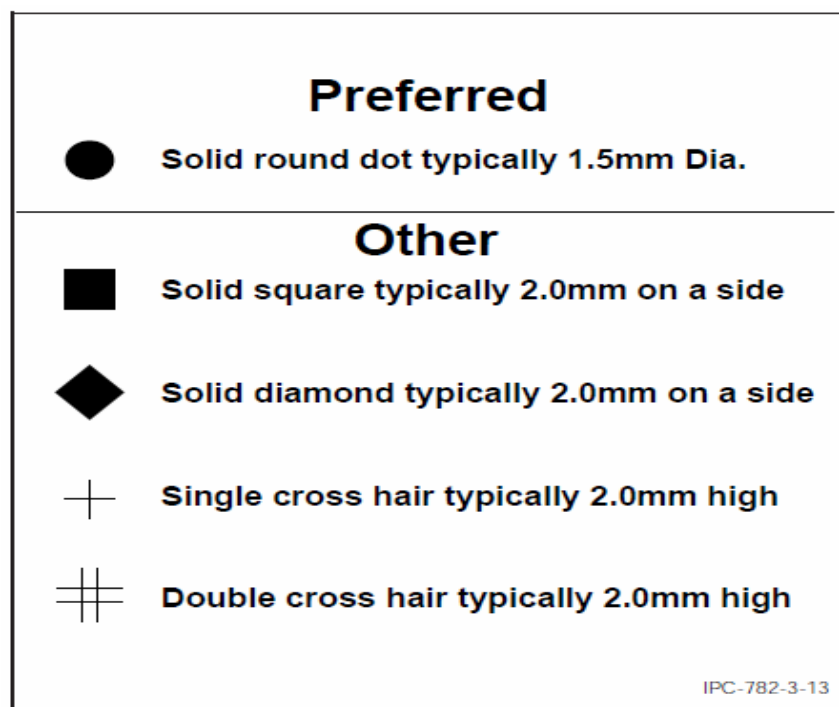 Preferred
Solid round dot typically 1.5mm Dia.
Other
Solid square typically 2.0mm on a side
Solid diamond typically 2.0mm on a side
Single cross hair typically 2.0mm high
Double cross hair typically 2.0mm high
IPC-782-3-13